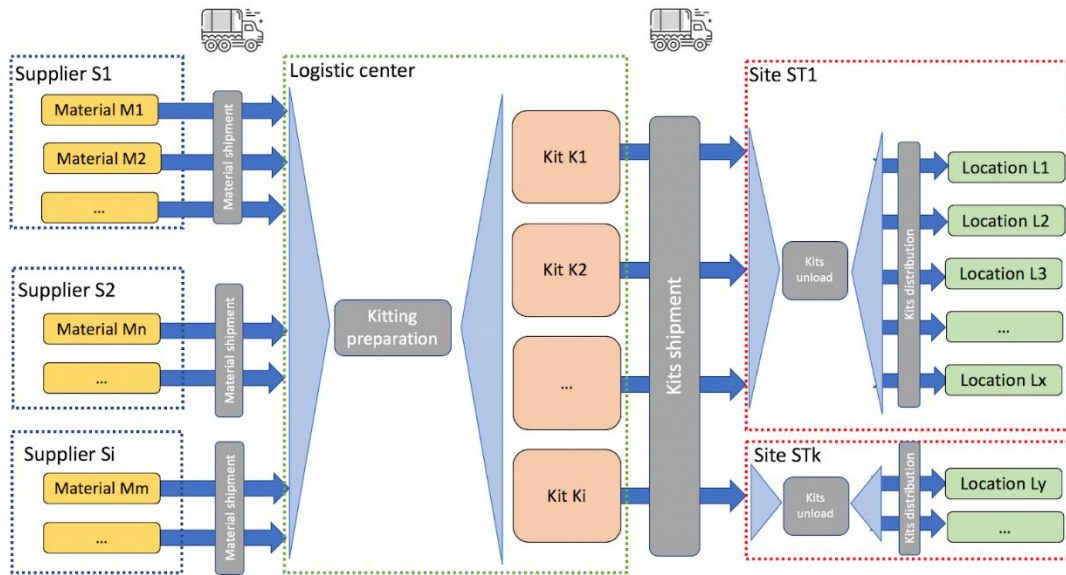 Supplier S1
Material M1
Material M2
...
Material shipment
Supplier S2
Material Mn
...
Material shipment
Supplier Si
Material Mm
...
Material shipment
Logistic center
Kitting
preparation
Kit K1
Kit K2
...
Kit Ki
Kits shipment
Site ST1
Kits
unload
Kits distribution
Location L1
Location L2
Location L3
...
Location Lx
Site STk
Kits
unload
Kits distribution
Location Ly
...